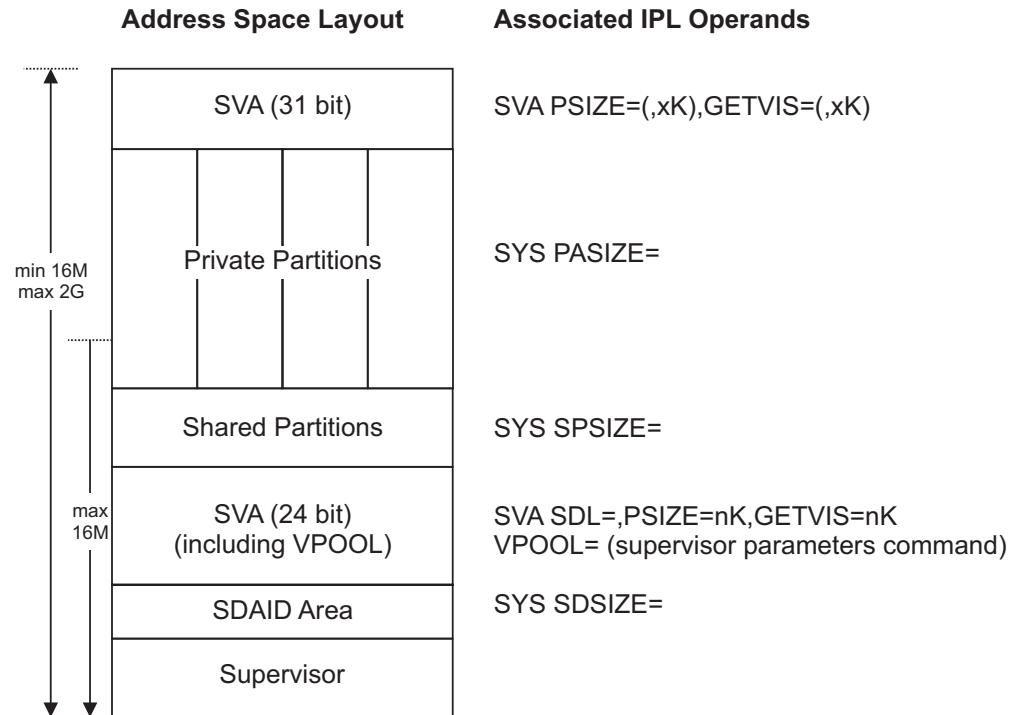 Address Space Layout
Associated IPL Operands
SVA (31 bit)
SVA PSIZE=(,xK),GETVIS=(,xK)
Private Partitions
SYS PASIZE=
min 16M
max 2G
Shared Partitions
SYS SPSIZE=
max
16M
SVA (24 bit)
(including VPOOL)
SVA SDL=,PSIZE=nK,GETVIS=nK
VPOOL= (supervisor parameters command)
SDAID Area
SYS SDSIZE=
Supervisor